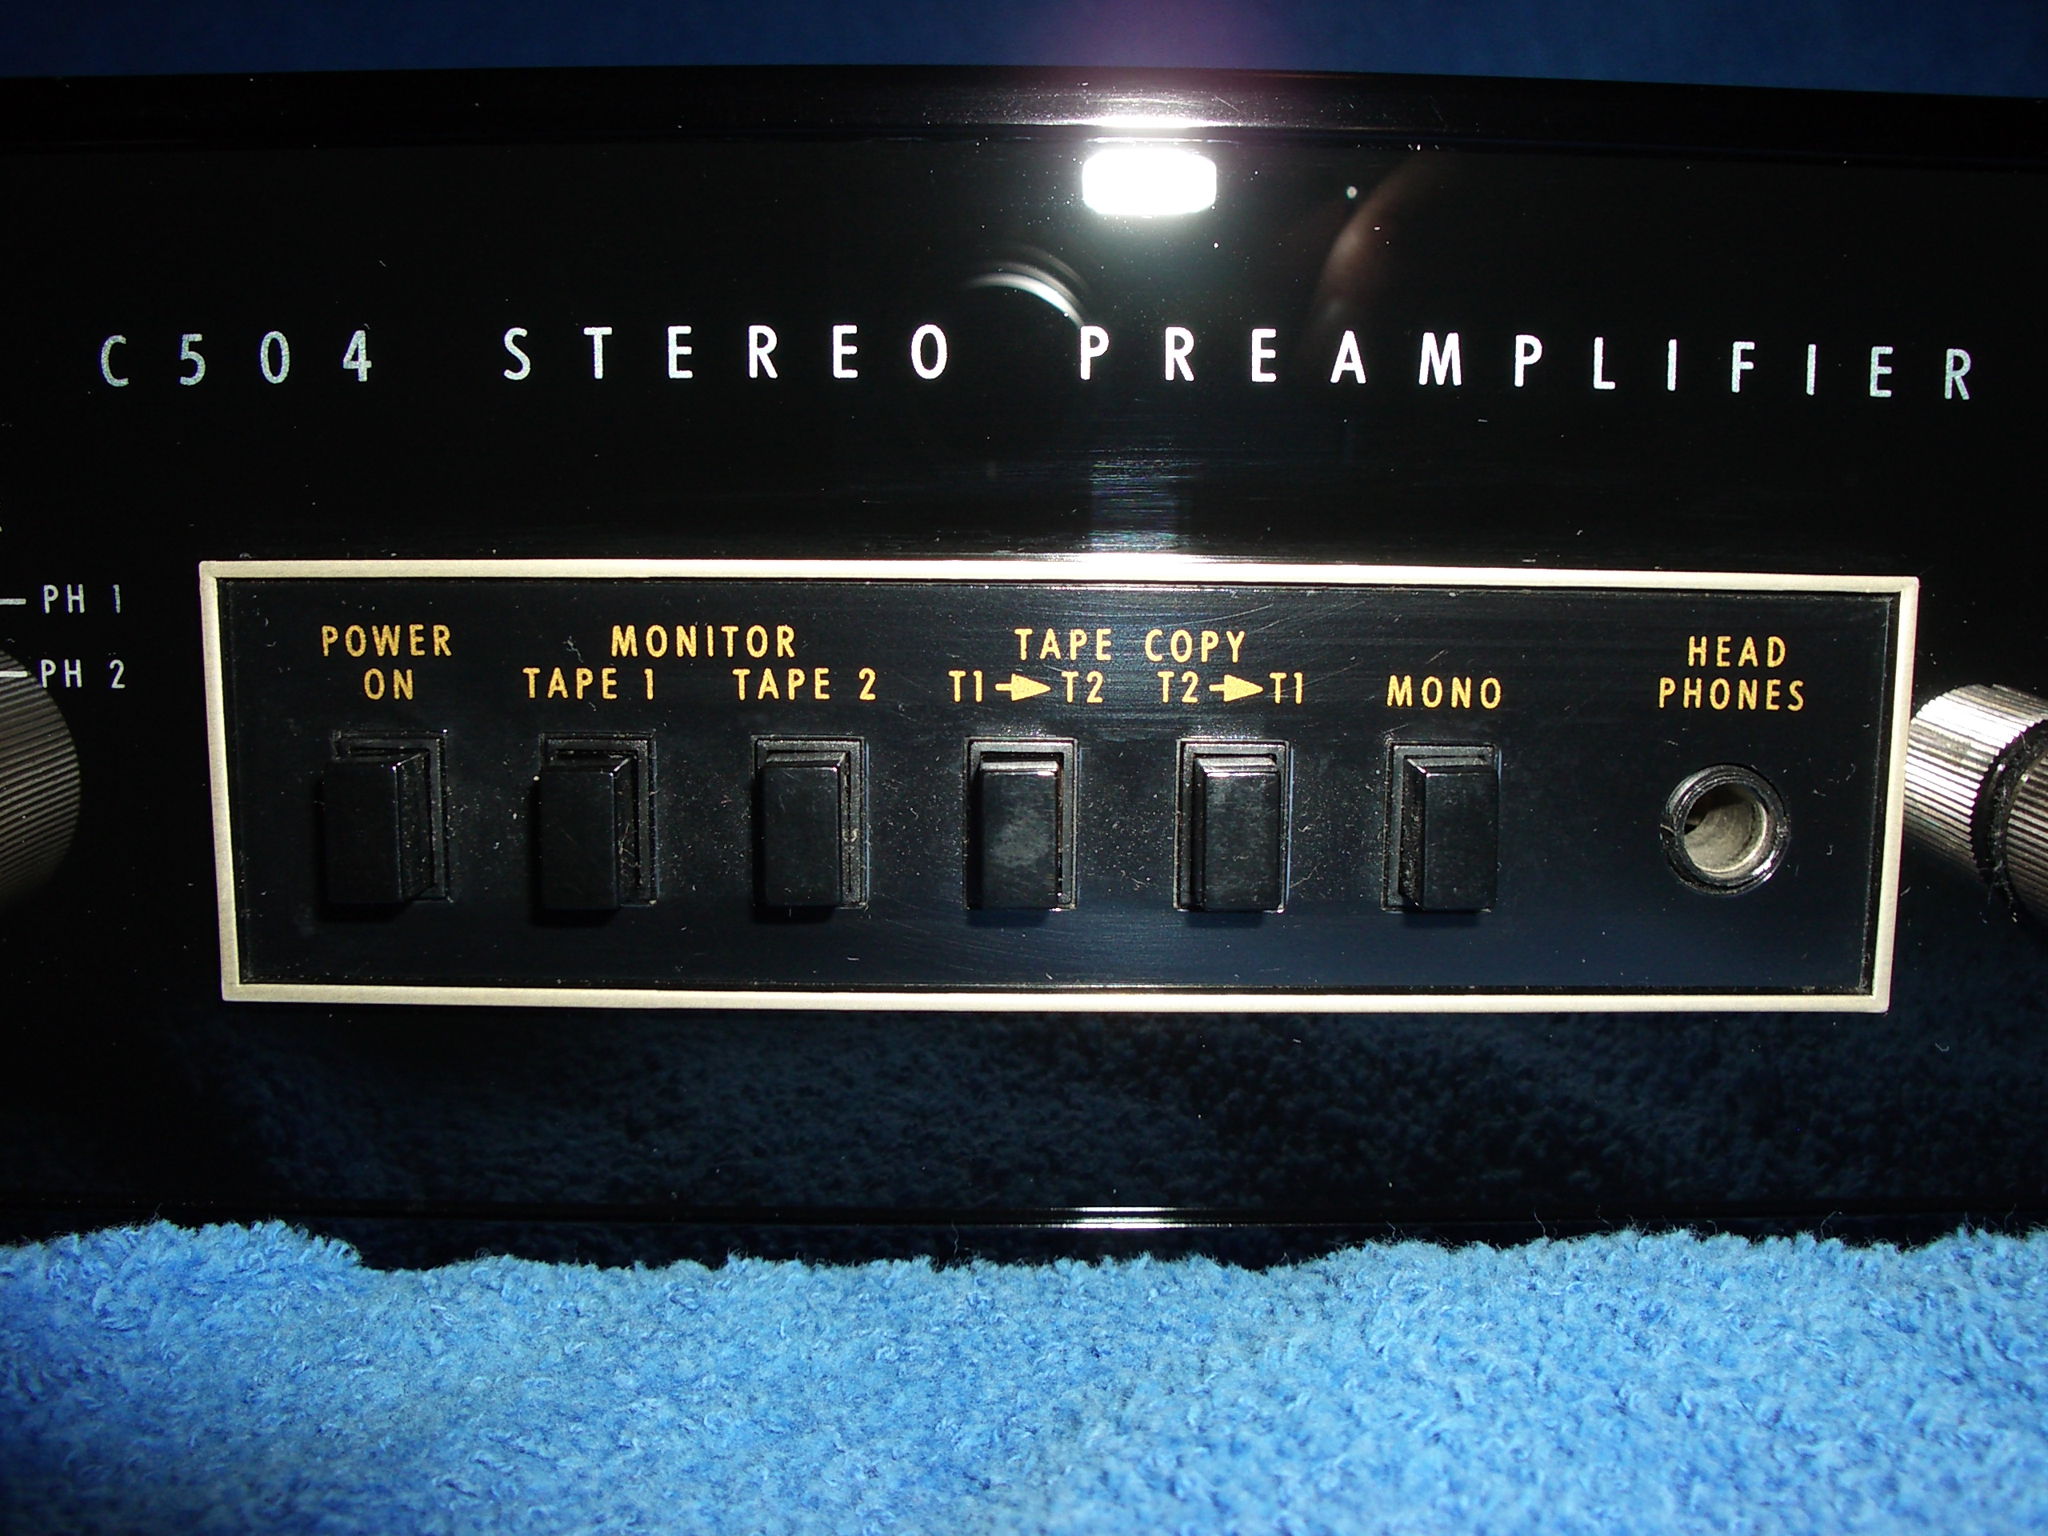 C504 STEREO PREAMPLIFIER
PH 1
PH 2
POWER ON
MONITOR
TAPE 1 TAPE 2
TAPE COPY
T1→T2 T2→T1
MONO
HEAD
PHONES